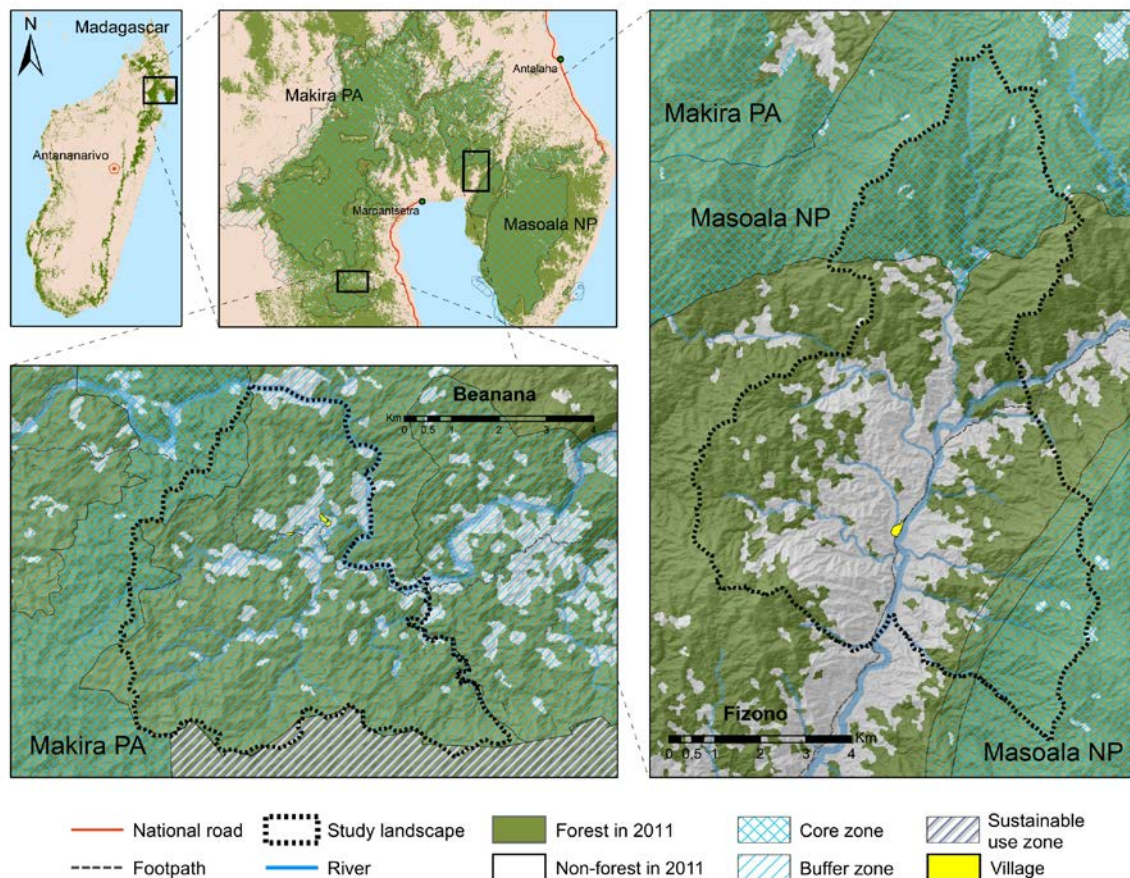 N
Madagascar
Antananarivo
Antalaha
Makira PA
Maroantsetra
Masoala NP
Makira PA
Masoala NP
Masoala NP
Fizono
0 0,5 1 2 3 4 Km
Beanana
Km
0 0,5 1 2 3 4
Makira PA
National road
Study landscape
Forest in 2011
Core zone
Sustainable
use zone
Footpath
River
Non-forest in 2011
Buffer zone
Village